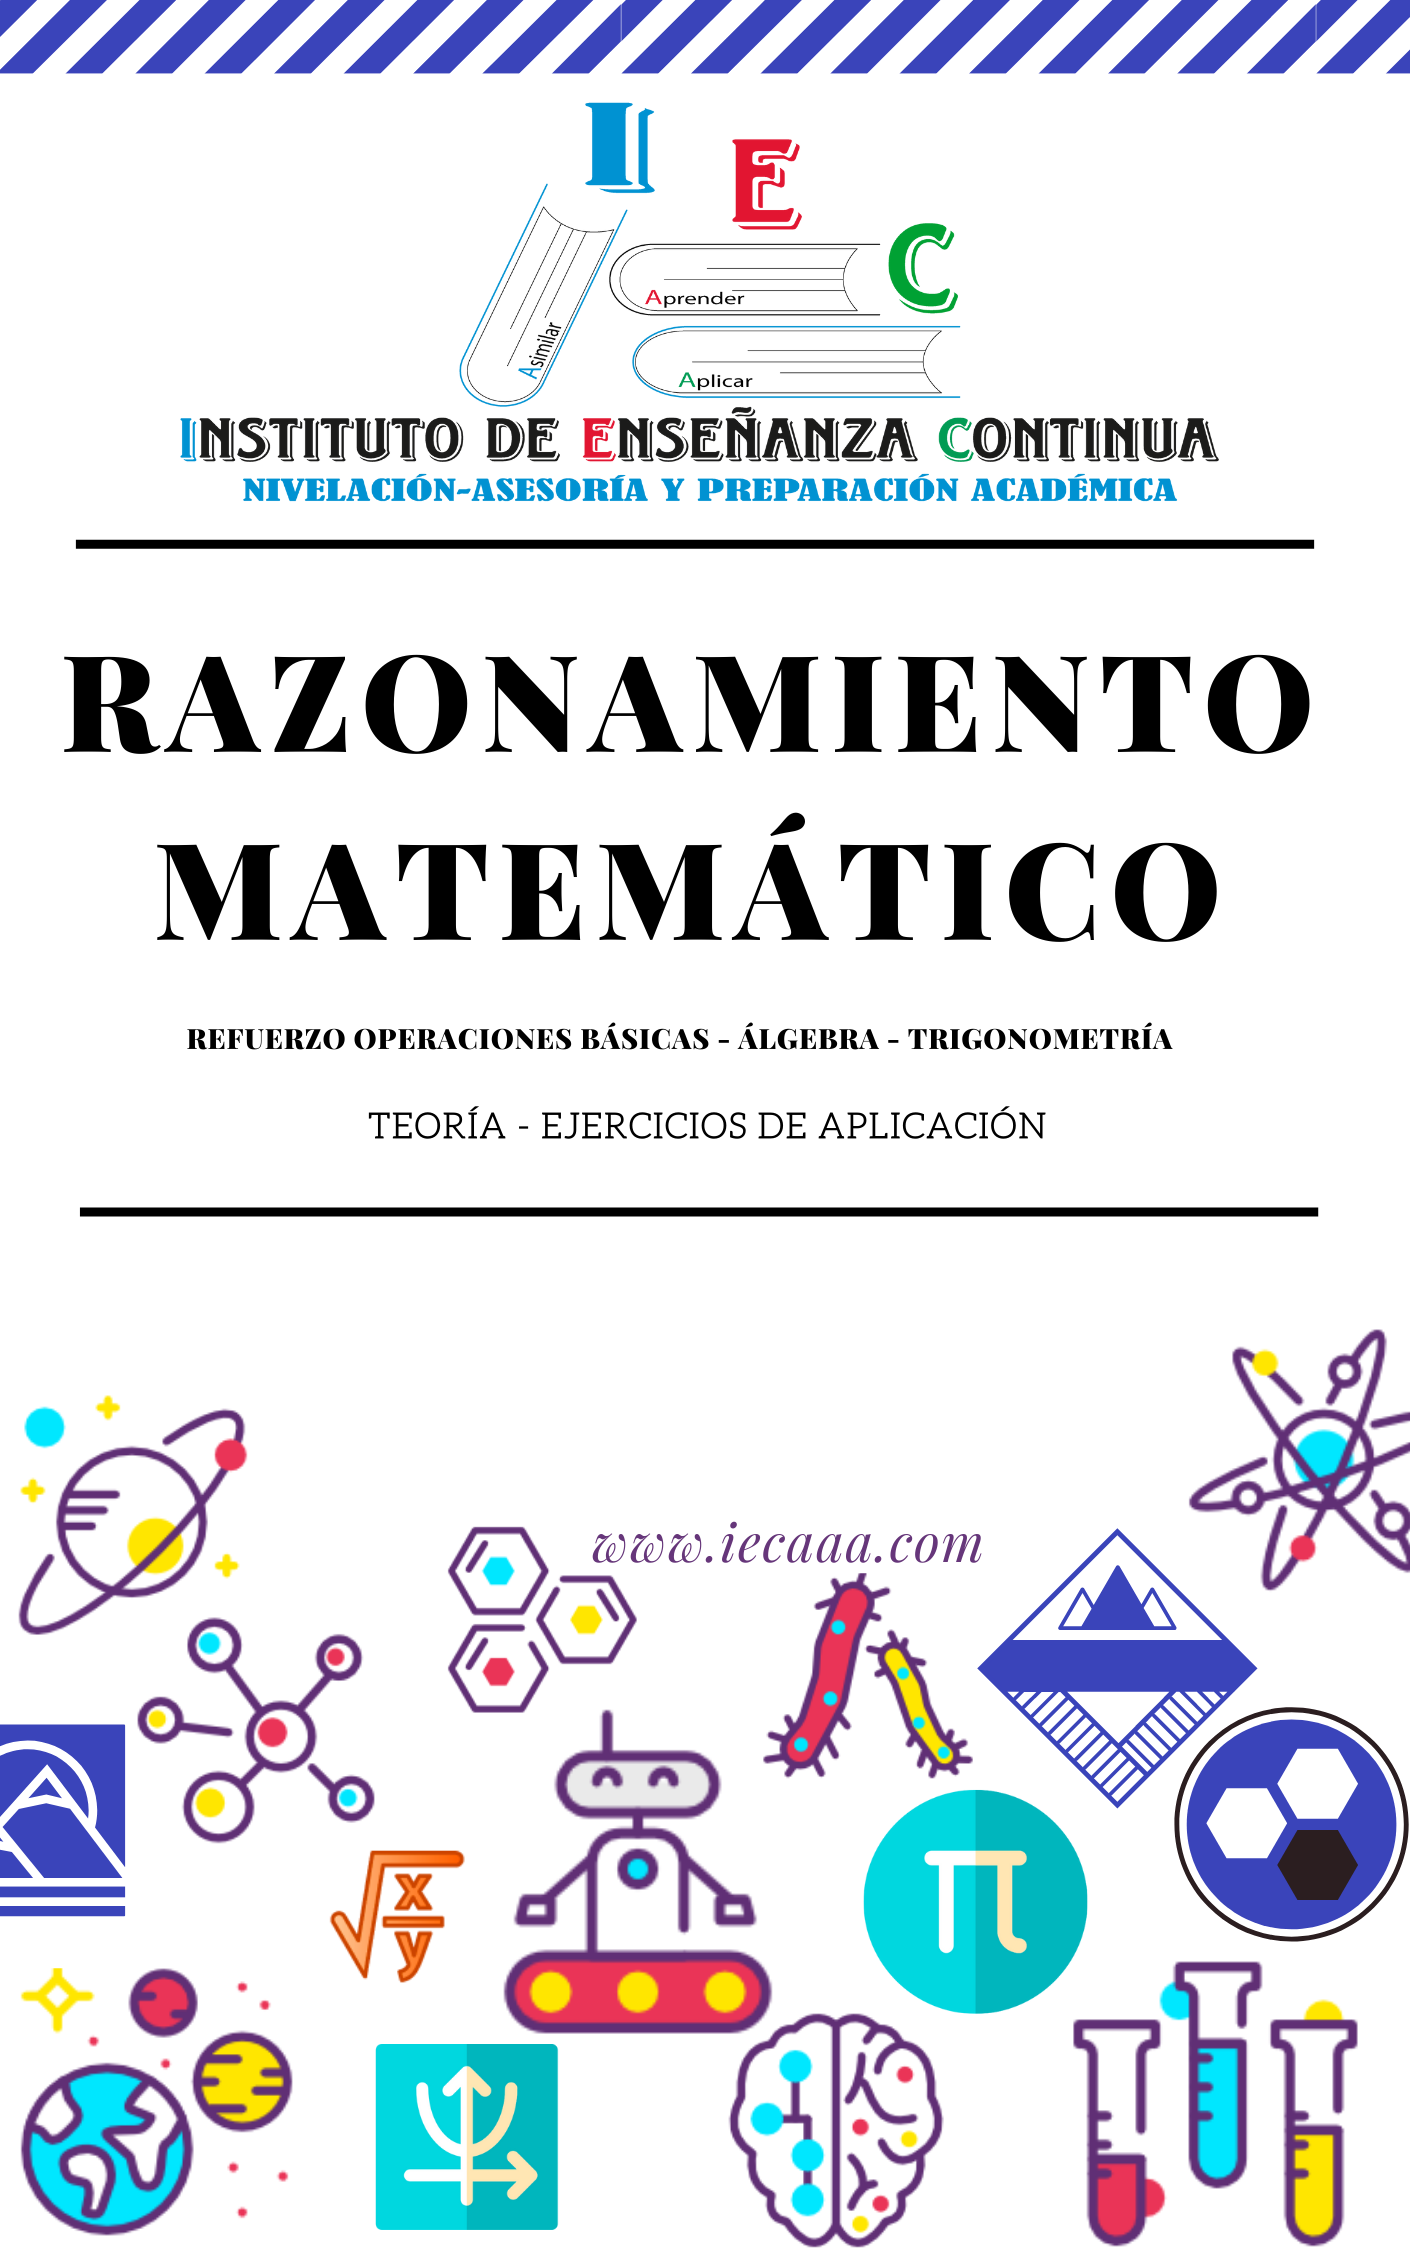 I E C
Asimilar
Aprender
Aplicar
INSTITUTO DE ENSEÑANZA CONTINUA
NIVELACIÓN-ASESORÍA Y PREPARACIÓN ACADÉMICA
RAZONAMIENTO
MATEMÁTICO
REFUERZO OPERACIONES BÁSICAS - ÁLGEBRA - TRIGONOMETRÍA
TEORÍA - EJERCICIOS DE APLICACIÓN
www.iecaaa.com
√x/y
π